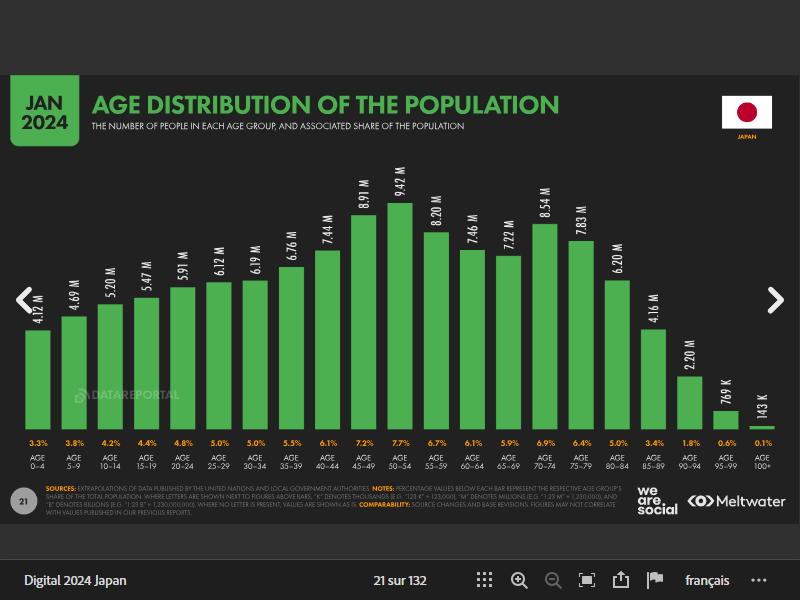 JAN
2024
AGE DISTRIBUTION OF THE POPULATION
THE NUMBER OF PEOPLE IN EACH AGE GROUP, AND ASSOCIATED SHARE OF THE POPULATION
JAPAN
4.12 M
4.69 M
5.20 M
5.47 M
5.91 M
6.12 M
6.19 M
6.76 M
7.44 M
8.91 M
9.42 M
8.20 M
7.46 M
7.22 M
8.54 M
7.83 M
6.20 M
4.16 M
2.20 M
769 K
143 K
DATAREPORTAL
3.3% 3.8% 4.2% 4.4% 4.8% 5.0% 5.0% 5.5% 6.1% 7.2% 7.7% 6.7% 6.1% 5.9% 6.9% 6.4% 5.0% 3.4% 1.8% 0.6% 0.1%
AGE AGE AGE AGE AGE AGE AGE AGE AGE AGE AGE AGE AGE AGE AGE AGE AGE AGE AGE AGE AGE
0–4 5–9 10–14 15–19 20–24 25–29 30–34 35–39 40–44 45–49 50–54 55–59 60–64 65–69 70–74 75–79 80–84 85–89 90–94 95–99 100+
21
SOURCES: EXTRAPOLATIONS OF DATA PUBLISHED BY THE UNITED NATIONS AND LOCAL GOVERNMENT AUTHORITIES. NOTES: PERCENTAGE VALUES BELOW EACH BAR REPRESENT THE RESPECTIVE AGE GROUP'S
SHARE OF THE TOTAL POPULATION. WHERE LETTERS ARE SHOWN NEXT TO FIGURES ABOVE BARS, "K" DENOTES THOUSANDS (E.G. "123 K" = 123,000), "M" DENOTES MILLIONS (E.G. "1.23 M" = 1,230,000), AND
"B" DENOTES BILLIONS (E.G. "1.23 B" = 1,230,000,000). WHERE NO LETTER IS PRESENT, VALUES ARE SHOWN AS IS. COMPARABILITY: SOURCE CHANGES AND BASE REVISIONS. FIGURES MAY NOT CORRELATE
WITH VALUES PUBLISHED IN OUR PREVIOUS REPORTS.
we
are.
social
Meltwater
Digital 2024 Japan
21 sur 132
français